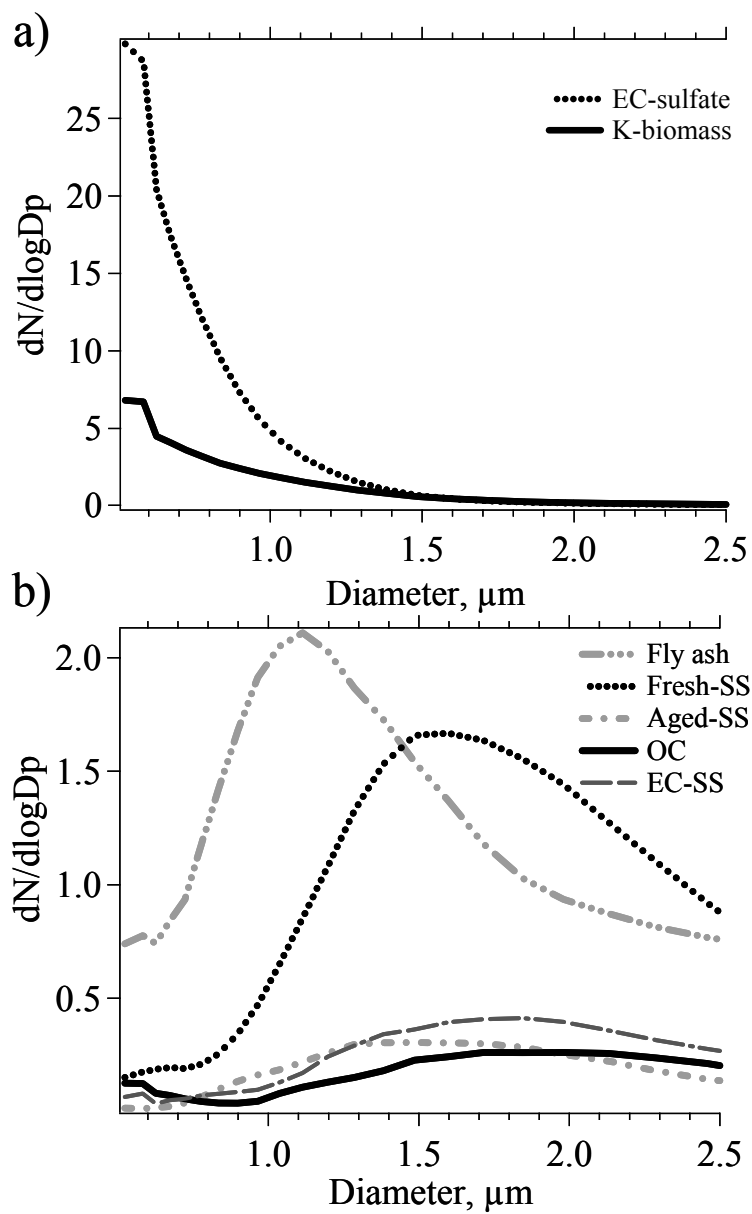 a)
EC-sulfate
K-biomass
dN/dlogDp
25
20
15
10
5
0
1.0 1.5 2.0 2.5
Diameter, µm
b)
Fly ash
Fresh-SS
Aged-SS
OC
EC-SS
dN/dlogDp
2.0
1.5
1.0
0.5
1.0 1.5 2.0 2.5
Diameter, µm